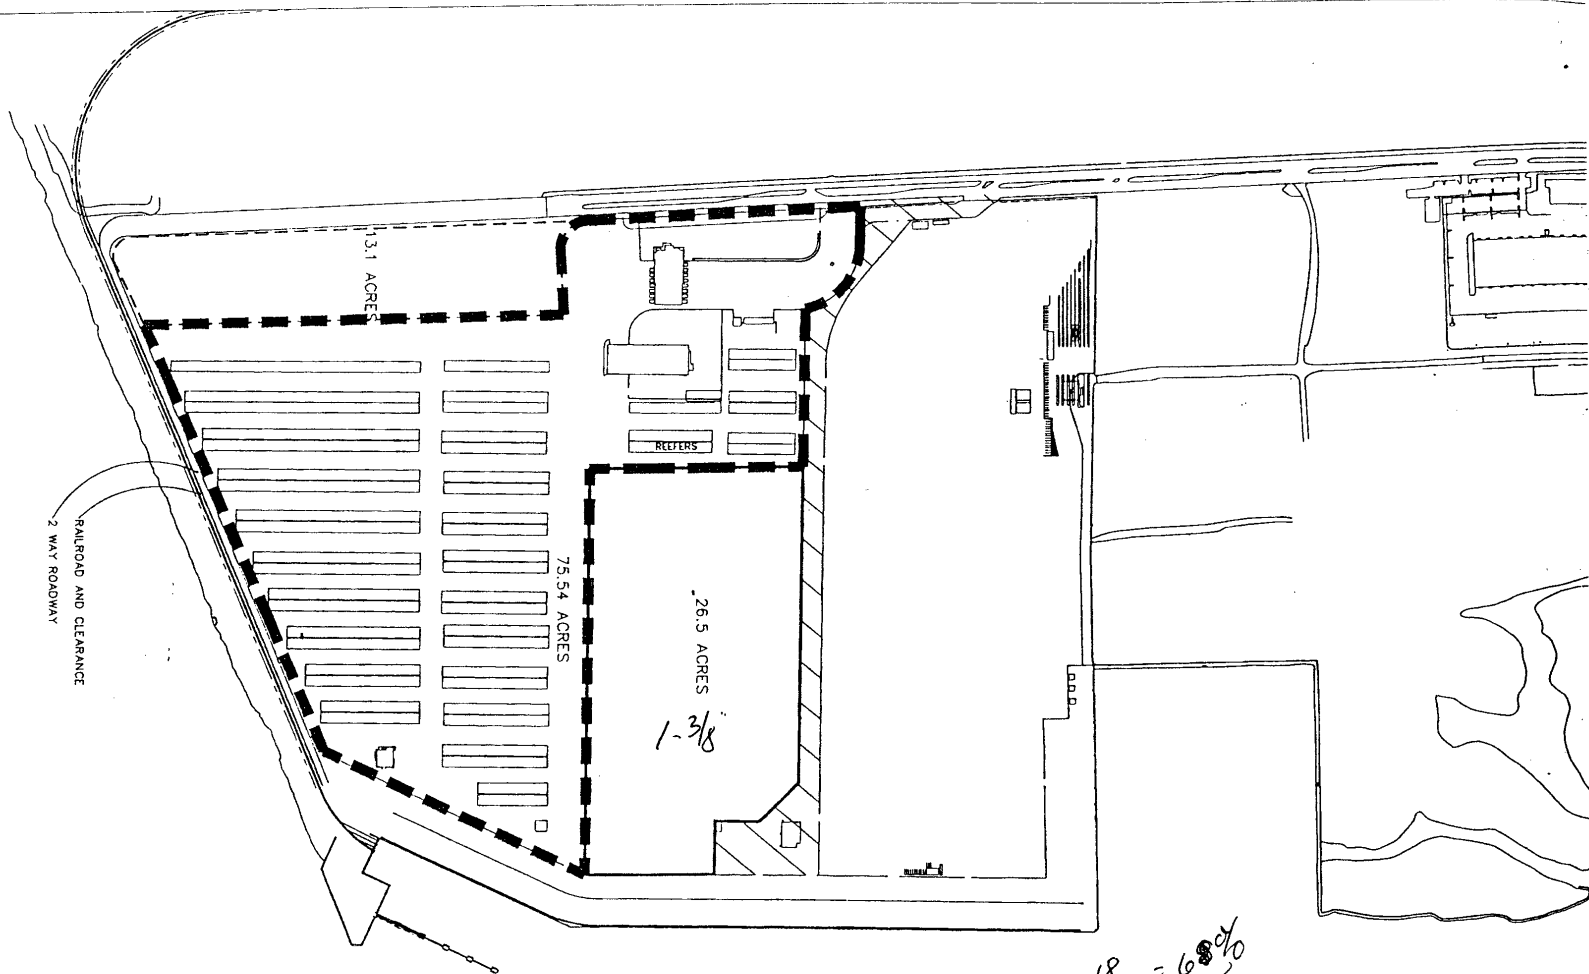 13.1 ACRES
REEFERS
75.54 ACRES
26.5 ACRES
1-3/8"
RAILROAD AND CLEARANCE
2 WAY ROADWAY